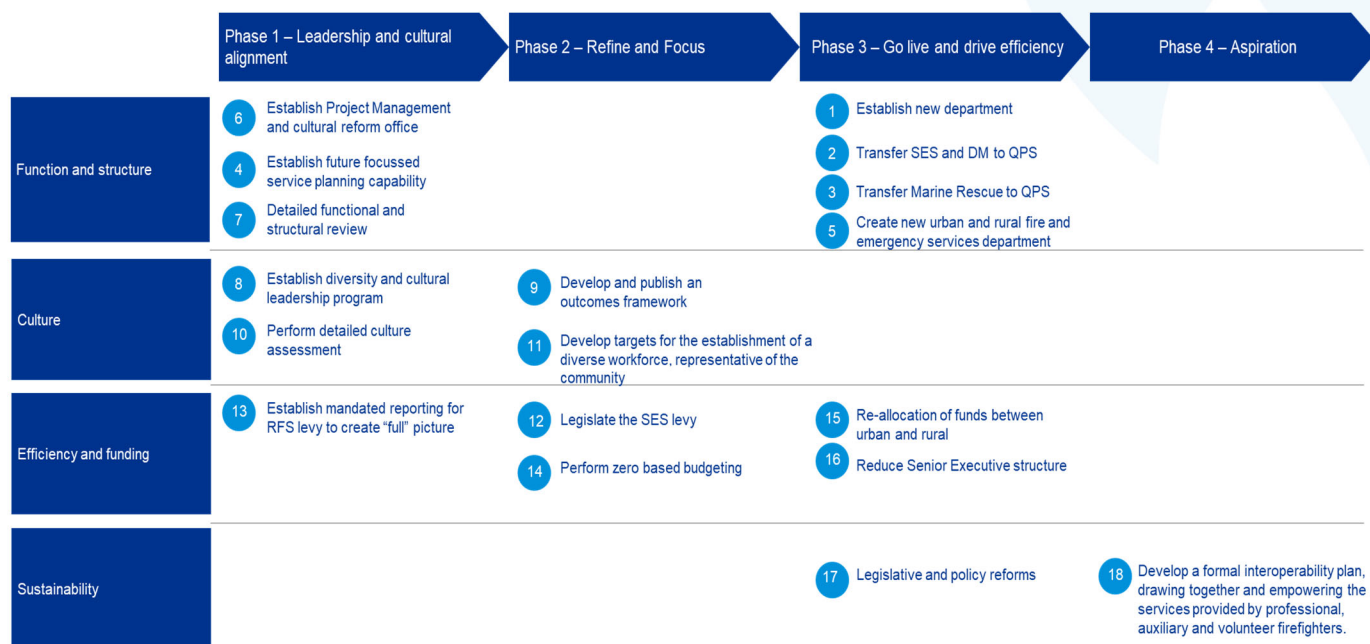 Phase 1 – Leadership and cultural
alignment
Phase 2 – Refine and Focus
Phase 3 – Go live and drive efficiency
Phase 4 – Aspiration
Function and structure
6
Establish Project Management
and cultural reform office
4
Establish future focussed
service planning capability
7
Detailed functional and
structural review
1
Establish new department
2
Transfer SES and DM to QPS
3
Transfer Marine Rescue to QPS
5
Create new urban and rural fire and
emergency services department
Culture
8
Establish diversity and cultural
leadership program
10
Perform detailed culture
assessment
9
Develop and publish an
outcomes framework
11
Develop targets for the establishment of a
diverse workforce, representative of the
community
Efficiency and funding
13
Establish mandated reporting for
RFS levy to create “full” picture
12
Legislate the SES levy
14
Perform zero based budgeting
15
Re-allocation of funds between
urban and rural
16
Reduce Senior Executive structure
Sustainability
17
Legislative and policy reforms
18
Develop a formal interoperability plan,
drawing together and empowering the
services provided by professional,
auxiliary and volunteer firefighters.